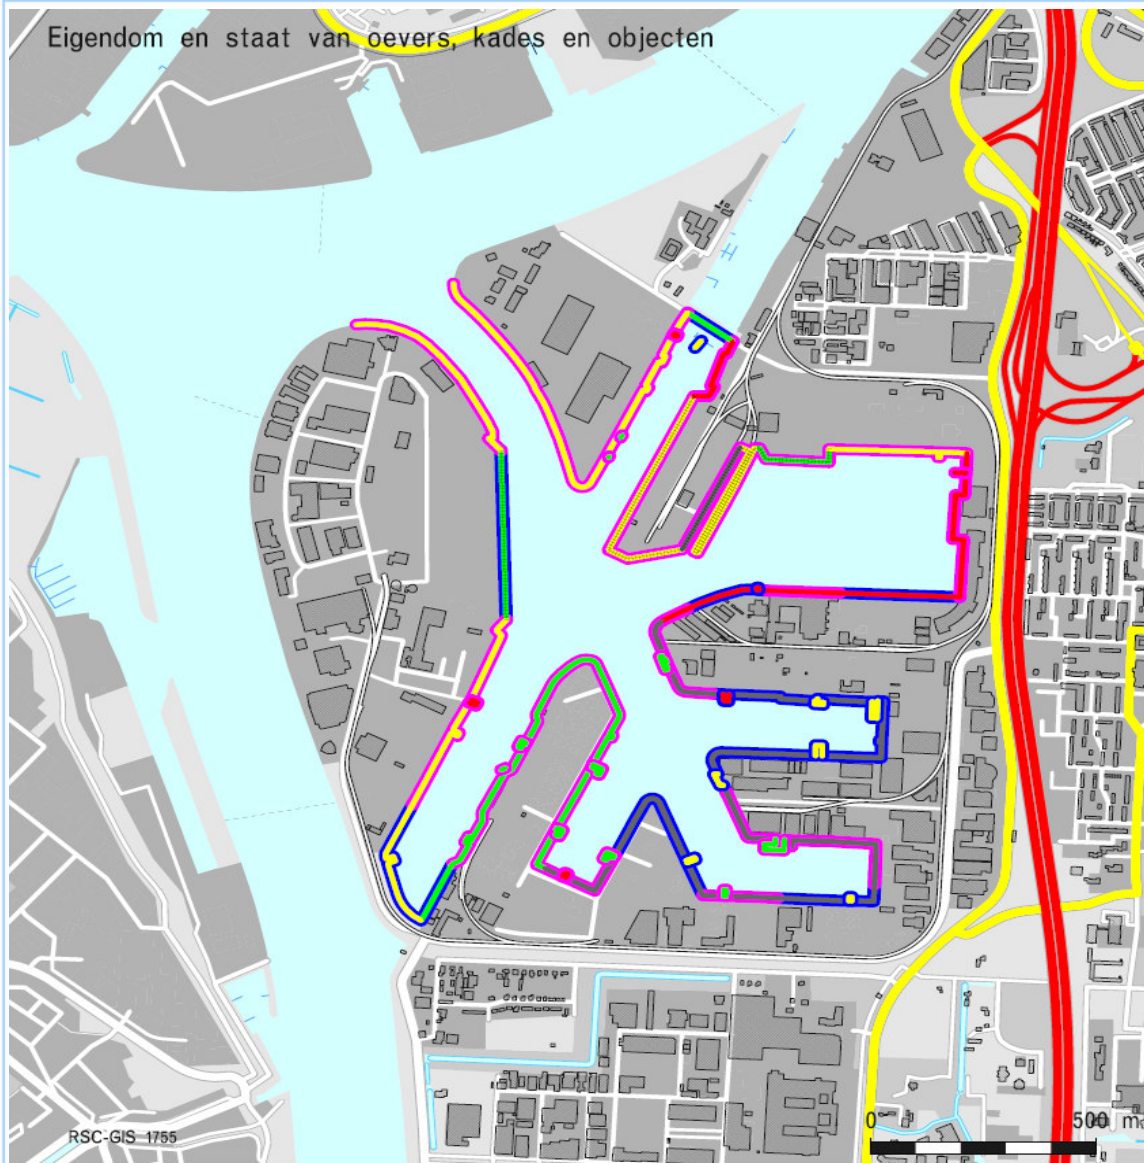 Eigendom en staat van oevers, kades en objecten
0 500 m.
RSC-GIS 1755